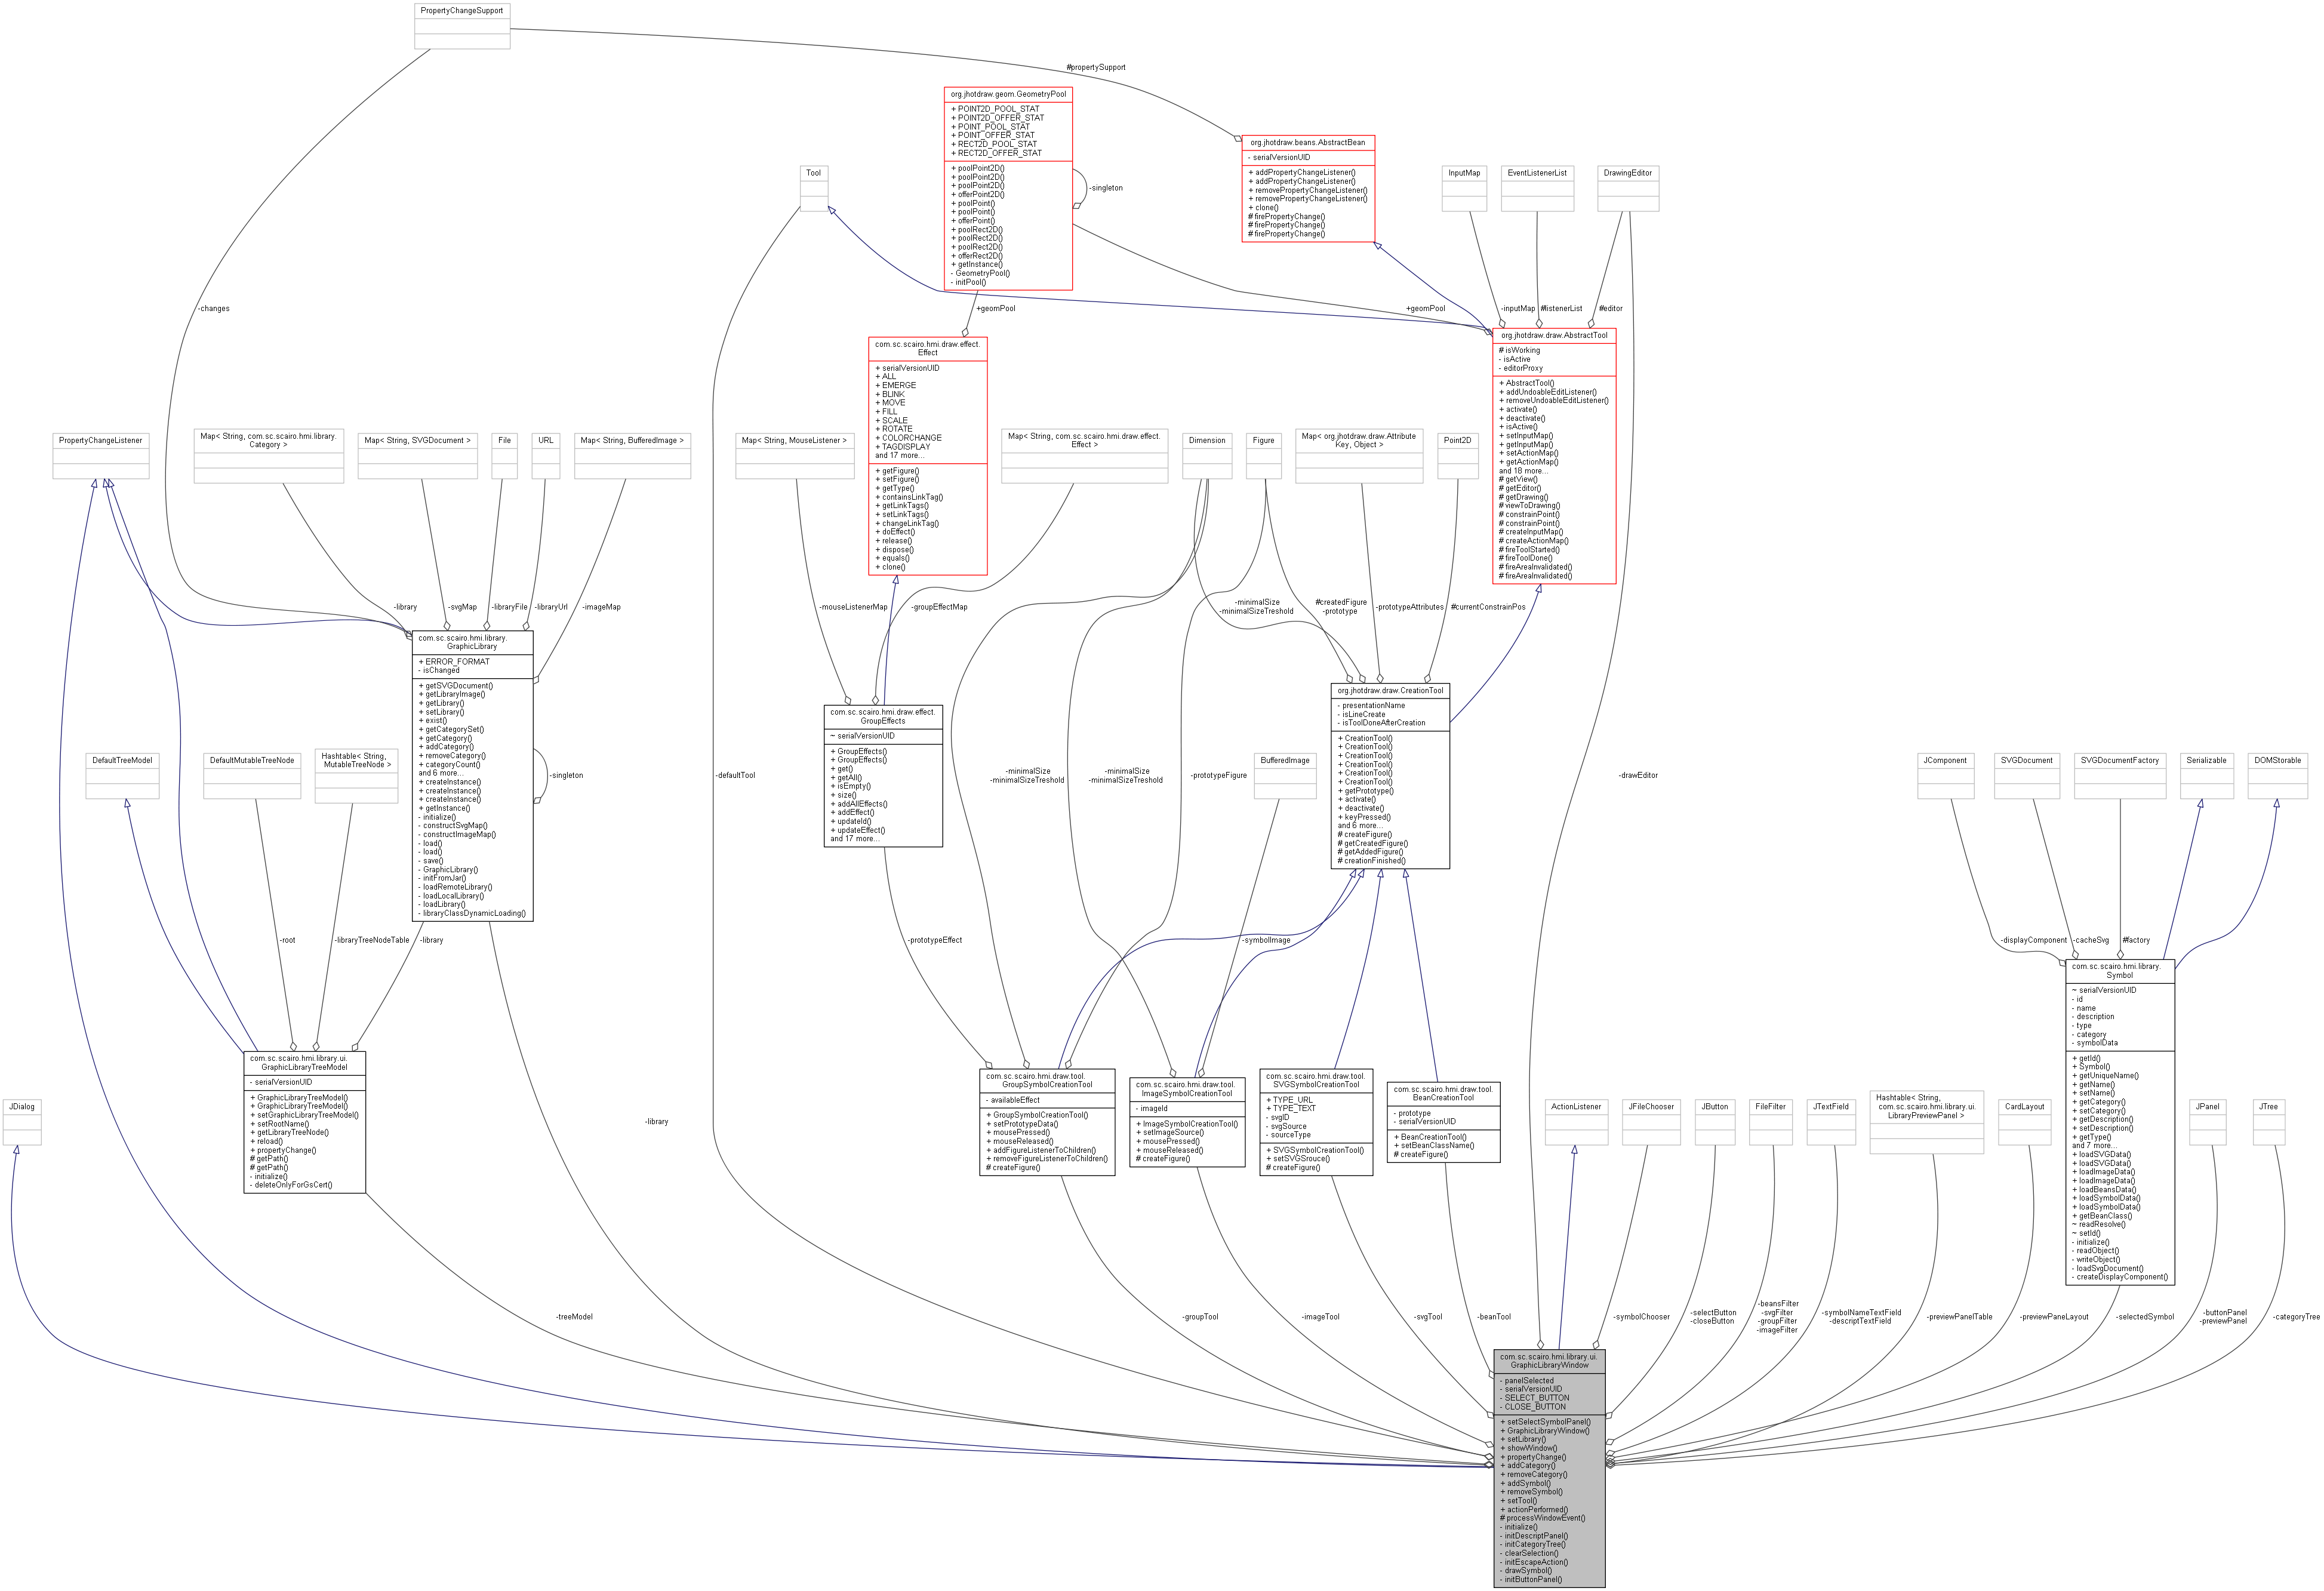 PropertyChangeSupport
#propertySupport
org.jhotdraw.geom.GeometryPool
+ POINT2D_POOL_STAT
+ POINT2D_OFFER_STAT
+ POINT_POOL_STAT
+ POINT_OFFER_STAT
+ RECT2D_POOL_STAT
+ RECT2D_OFFER_STAT
+ poolPoint2D()
+ poolPoint2D()
+ poolPoint2D()
+ offerPoint2D()
+ poolPoint()
+ poolPoint()
+ offerPoint()
+ poolRect2D()
+ poolRect2D()
+ poolRect2D()
+ offerRect2D()
+ getInstance()
- GeometryPool()
- initPool()
-singleton
org.jhotdraw.beans.AbstractBean
- serialVersionUID
+ addPropertyChangeListener()
+ addPropertyChangeListener()
+ removePropertyChangeListener()
+ removePropertyChangeListener()
+ clone()
# firePropertyChange()
# firePropertyChange()
# firePropertyChange()
Tool
InputMap
EventListenerList
DrawingEditor
-changes
+geomPool
+geomPool
-inputMap
#listenerList
#editor
com.sc.scairo.hmi.draw.effect.
Effect
+ serialVersionUID
+ ALL
+ EMERGE
+ BLINK
+ MOVE
+ FILL
+ SCALE
+ ROTATE
+ COLORCHANGE
+ TAGDISPLAY
and 17 more...
+ getFigure()
+ setFigure()
+ getType()
+ containsLinkTag()
+ getLinkTags()
+ setLinkTags()
+ changeLinkTag()
+ doEffect()
+ release()
+ dispose()
+ equals()
+ clone()
org.jhotdraw.draw.AbstractTool
# isWorking
- isActive
- editorProxy
+ AbstractTool()
+ addUndoableEditListener()
+ removeUndoableEditListener()
+ activate()
+ deactivate()
+ isActive()
+ setInputMap()
+ getInputMap()
+ setActionMap()
+ getActionMap()
and 18 more...
# getView()
# getEditor()
# getDrawing()
# viewToDrawing()
# constrainPoint()
# constrainPoint()
# createInputMap()
# createActionMap()
# fireToolStarted()
# fireToolDone()
# fireAreaInvalidated()
# fireAreaInvalidated()
PropertyChangeListener
Map< String, com.sc.scairo.hmi.library.
Category >
Map< String, SVGDocument >
File
URL
Map< String, BufferedImage >
Map< String, MouseListener >
Map< String, com.sc.scairo.hmi.draw.effect.
Effect >
Dimension
Figure
Map< org.jhotdraw.draw.Attribute
Key, Object >
Point2D
-library
-svgMap
-libraryFile
-libraryUrl
-imageMap
-mouseListenerMap
-groupEffectMap
-minimalSize
-minimalSizeTreshold
#createdFigure
-prototype
-prototypeAttributes
#currentConstrainPos
com.sc.scairo.hmi.library.
GraphicLibrary
+ ERROR_FORMAT
- isChanged
+ getSVGDocument()
+ getLibraryImage()
+ getLibrary()
+ setLibrary()
+ exist()
+ getCategorySet()
+ getCategory()
+ addCategory()
+ removeCategory()
+ categoryCount()
and 6 more...
+ createInstance()
+ createInstance()
+ createInstance()
+ getInstance()
- initialize()
- constructSvgMap()
- constructImageMap()
- load()
- load()
- save()
- GraphicLibrary()
- initFromJar()
- loadRemoteLibrary()
- loadLocalLibrary()
- loadLibrary()
- libraryClassDynamicLoading()
-singleton
com.sc.scairo.hmi.draw.effect.
GroupEffects
~ serialVersionUID
+ GroupEffects()
+ GroupEffects()
+ get()
+ getAll()
+ isEmpty()
+ size()
+ addAllEffects()
+ addEffect()
+ updateId()
+ updateEffect()
and 17 more...
org.jhotdraw.draw.CreationTool
- presentationName
- isLineCreate
- isToolDoneAfterCreation
+ CreationTool()
+ CreationTool()
+ CreationTool()
+ CreationTool()
+ CreationTool()
+ CreationTool()
+ getPrototype()
+ activate()
+ deactivate()
+ keyPressed()
and 6 more...
# createFigure()
# getCreatedFigure()
# getAddedFigure()
# creationFinished()
DefaultTreeModel
DefaultMutableTreeNode
Hashtable< String,
MutableTreeNode >
-defaultTool
-minimalSize
-minimalSizeTreshold
-minimalSize
-minimalSizeTreshold
-prototypeFigure
BufferedImage
-drawEditor
JComponent
SVGDocument
SVGDocumentFactory
Serializable
DOMStorable
-root
-libraryTreeNodeTable
-library
-prototypeEffect
-symbolImage
-displayComponent
-cacheSvg
#factory
com.sc.scairo.hmi.library.
Symbol
~ serialVersionUID
- id
- name
- description
- type
- category
- symbolData
+ getId()
+ Symbol()
+ getUniqueName()
+ getName()
+ setName()
+ getCategory()
+ setCategory()
+ getDescription()
+ setDescription()
+ getType()
and 7 more...
+ loadSVGData()
+ loadSVGData()
+ loadImageData()
+ loadImageData()
+ loadBeansData()
+ loadSymbolData()
+ loadSymbolData()
+ getBeanClass()
~ readResolve()
~ setId()
- initialize()
- readObject()
- writeObject()
- loadSvgDocument()
- createDisplayComponent()
com.sc.scairo.hmi.library.ui.
GraphicLibraryTreeModel
- serialVersionUID
+ GraphicLibraryTreeModel()
+ GraphicLibraryTreeModel()
+ setGraphicLibraryTreeModel()
+ setRootName()
+ getLibraryTreeNode()
+ reload()
+ propertyChange()
# getPath()
# getPath()
- initialize()
- deleteOnlyForGsCert()
-library
com.sc.scairo.hmi.draw.tool.
GroupSymbolCreationTool
- availableEffect
+ GroupSymbolCreationTool()
+ setPrototypeData()
+ mousePressed()
+ mouseReleased()
+ addFigureListenerToChildren()
+ removeFigureListenerToChildren()
# createFigure()
com.sc.scairo.hmi.draw.tool.
ImageSymbolCreationTool
- imageId
+ ImageSymbolCreationTool()
+ setImageSource()
+ mousePressed()
+ mouseReleased()
# createFigure()
com.sc.scairo.hmi.draw.tool.
SVGSymbolCreationTool
+ TYPE_URL
+ TYPE_TEXT
- svgID
- svgSource
- sourceType
+ SVGSymbolCreationTool()
+ setSVGSrouce()
# createFigure()
com.sc.scairo.hmi.draw.tool.
BeanCreationTool
- prototype
- serialVersionUID
+ BeanCreationTool()
+ setBeanClassName()
# createFigure()
JDialog
ActionListener
JFileChooser
JButton
FileFilter
JTextField
Hashtable< String,
com.sc.scairo.hmi.library.ui.
LibraryPreviewPanel >
CardLayout
JPanel
JTree
-treeModel
-groupTool
-imageTool
-svgTool
-beanTool
-symbolChooser
-selectButton
-closeButton
-beansFilter
-svgFilter
-groupFilter
-imageFilter
-symbolNameTextField
-descriptTextField
-previewPanelTable
-previewPaneLayout
-selectedSymbol
-buttonPanel
-previewPanel
-categoryTree
com.sc.scairo.hmi.library.ui.
GraphicLibraryWindow
- panelSelected
- serialVersionUID
- SELECT_BUTTON
- CLOSE_BUTTON
+ setSelectSymbolPanel()
+ GraphicLibraryWindow()
+ setLibrary()
+ showWindow()
+ propertyChange()
+ addCategory()
+ removeCategory()
+ addSymbol()
+ removeSymbol()
+ setTool()
+ actionPerformed()
# processWindowEvent()
- initialize()
- initDescriptPanel()
- initCategoryTree()
- clearSelection()
- initEscapeAction()
- drawSymbol()
- initButtonPanel()